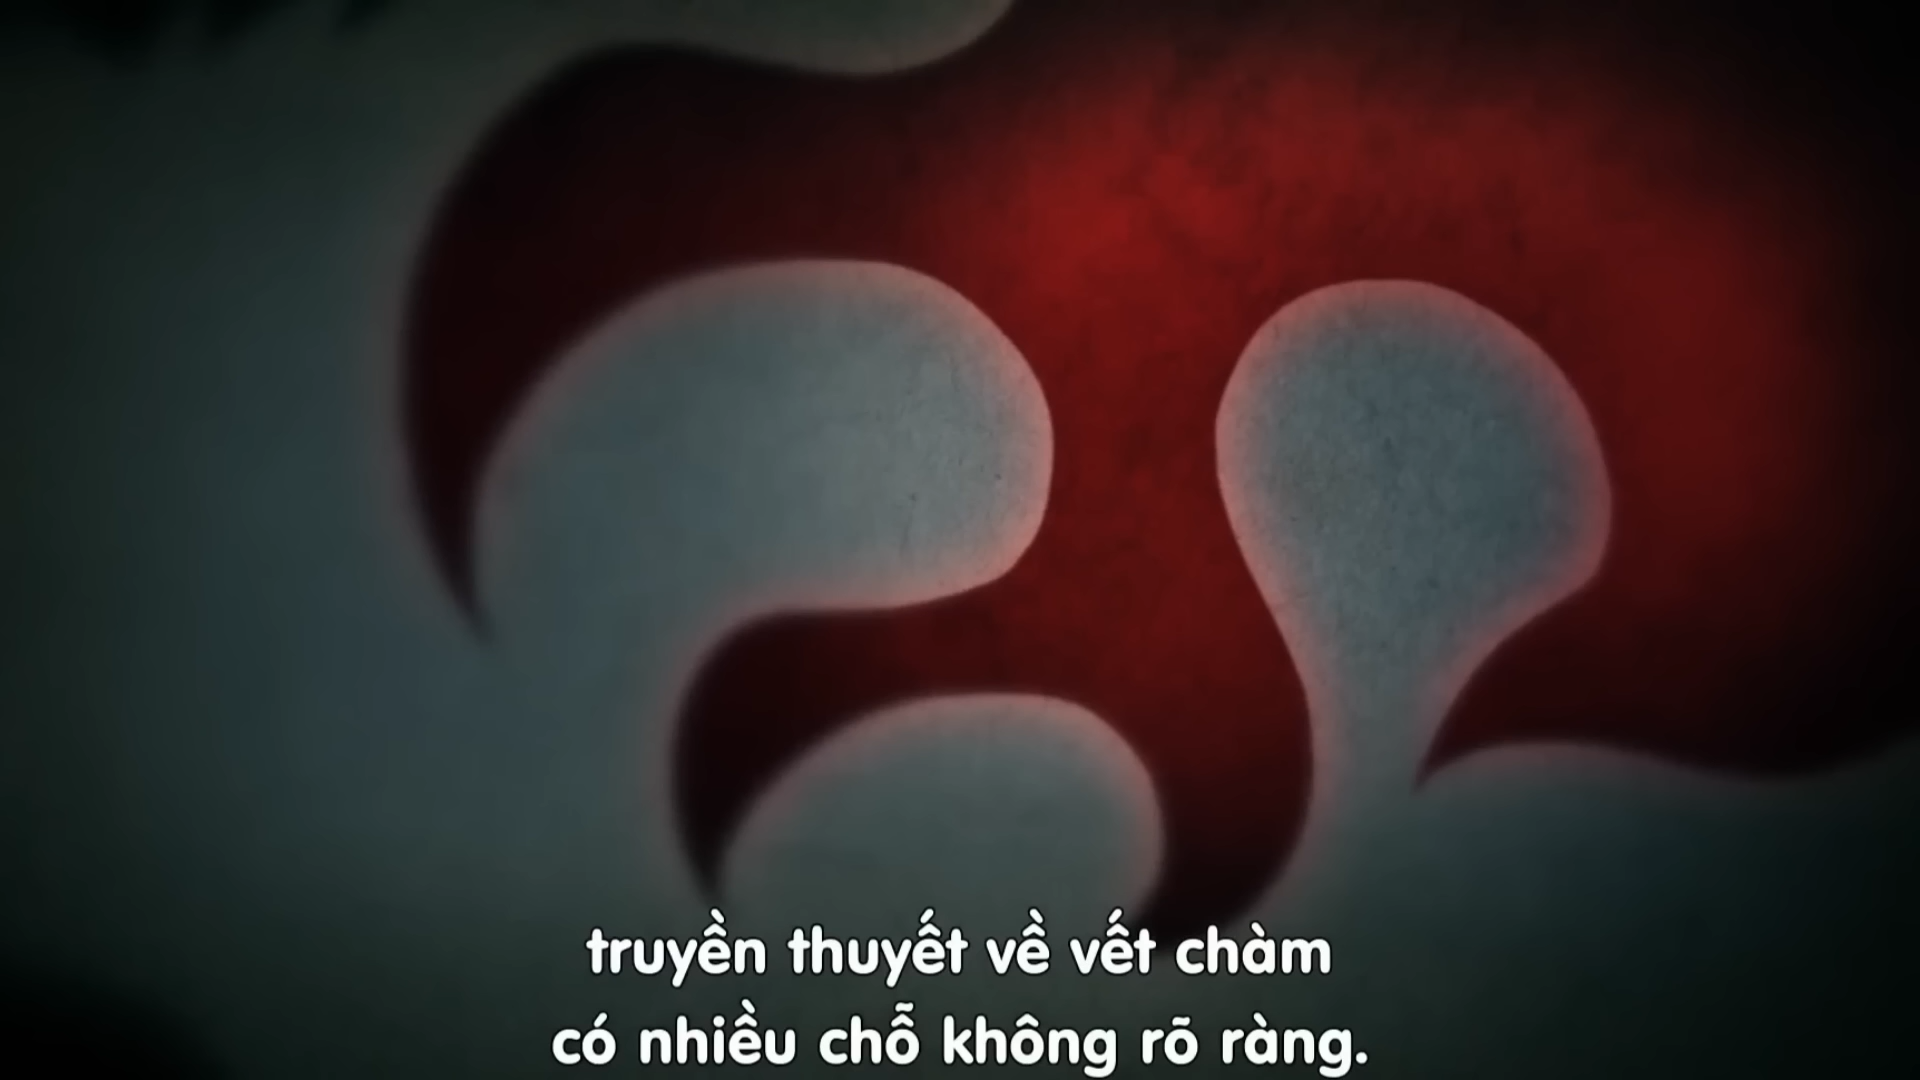 truyền thuyết về vết chàm
có nhiều chỗ không rõ ràng.